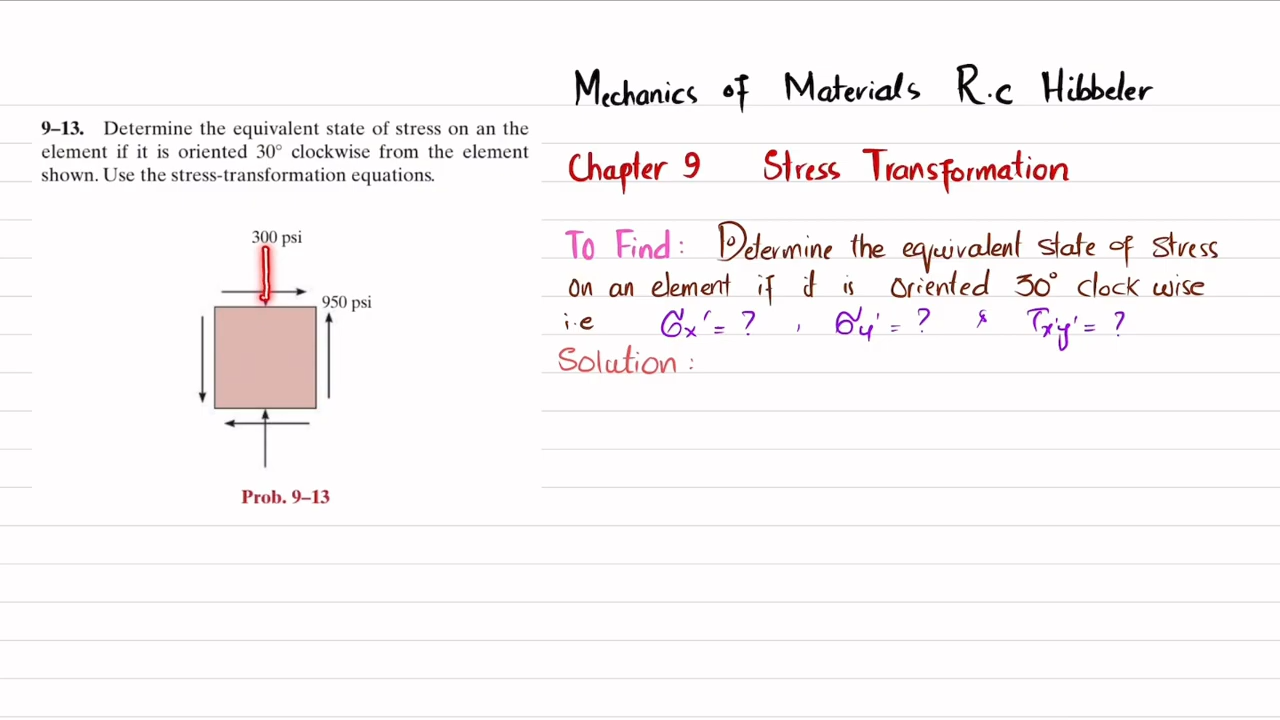 Mechanics of Materials R.c Hibbeler
9–13. Determine the equivalent state of stress on an the
element if it is oriented 30° clockwise from the element
shown. Use the stress-transformation equations.
300 psi
950 psi
Prob. 9–13
Chapter 9 Stress Transformation
To Find: Determine the equivalent state of stress
on an element if it is oriented 30° clock wise
i.e σx' = ? , σy' = ? & τx'y' = ?
Solution: